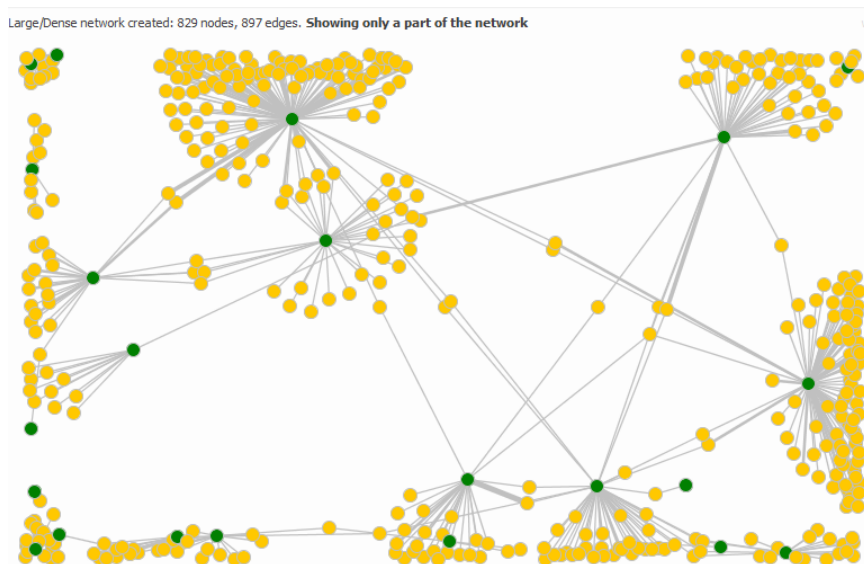 Large/Dense network created: 829 nodes, 897 edges. Showing only a part of the network